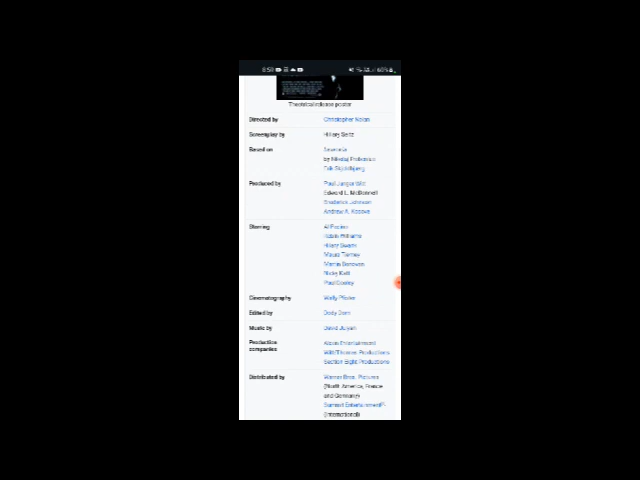 8:59
60%
Theatrical release poster
Directed by Christopher Nolan
Screenplay by Hillary Seitz
Based on Insomnia
by Nikolaj Frobenius
Erik Skjoldbjærg
Produced by Paul Junger Witt
Edward L. McDonnell
Broderick Johnson
Andrew A. Kosove
Starring Al Pacino
Robin Williams
Hilary Swank
Maura Tierney
Martin Donovan
Nicky Katt
Paul Dooley
Cinematography Wally Pfister
Edited by Dody Dorn
Music by David Julyan
Production Alcon Entertainment
companies Witt/Thomas Productions
Section Eight Productions
Distributed by Warner Bros. Pictures
(North America, France
and Germany)
Summit Entertainment
(International)